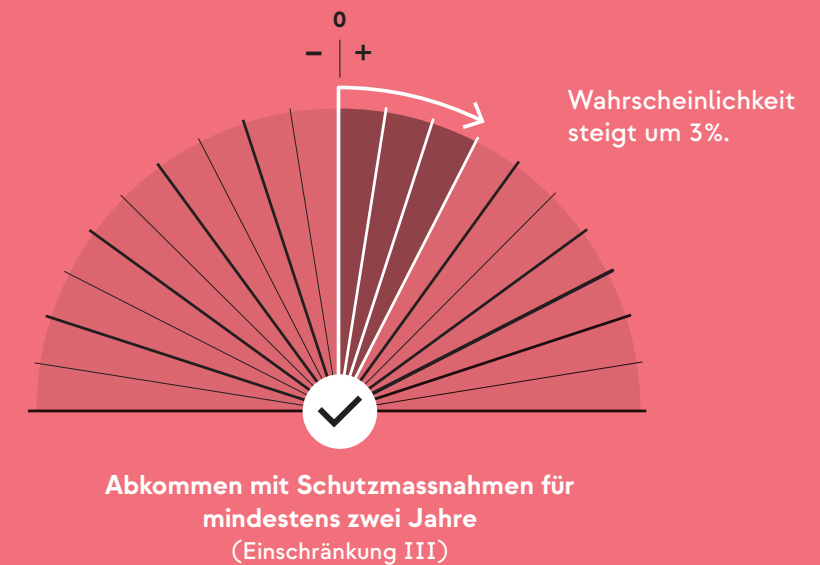 0
– +
Wahrscheinlichkeit
steigt um 3%.
Abkommen mit Schutzmassnahmen für
mindestens zwei Jahre
(Einschränkung III)